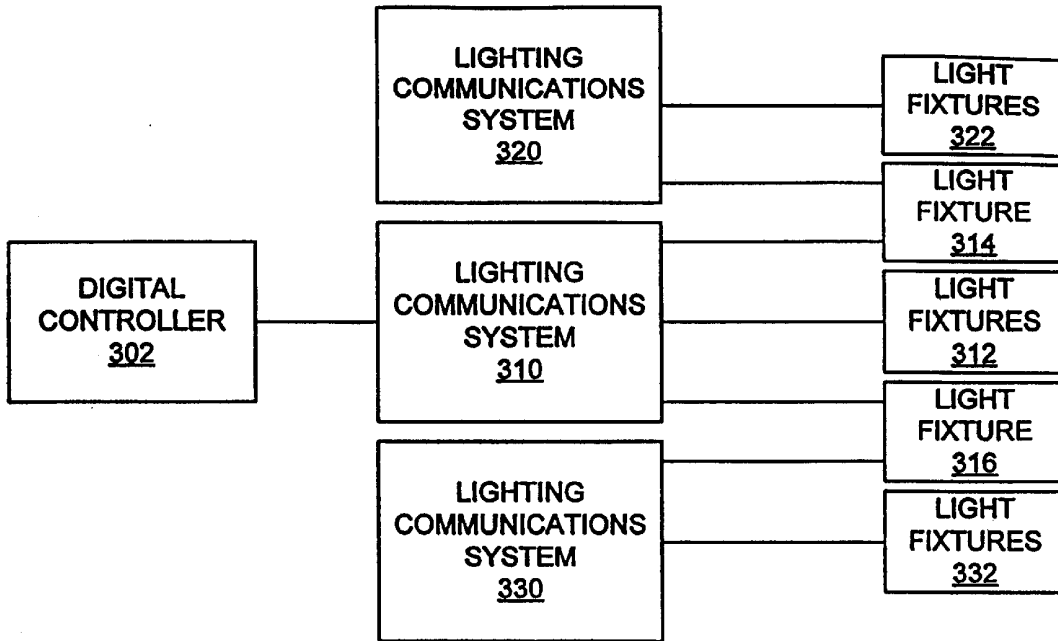 DIGITAL
CONTROLLER
302
LIGHTING
COMMUNICATIONS
SYSTEM
320
LIGHTING
COMMUNICATIONS
SYSTEM
310
LIGHTING
COMMUNICATIONS
SYSTEM
330
LIGHT
FIXTURES
322
LIGHT
FIXTURE
314
LIGHT
FIXTURES
312
LIGHT
FIXTURE
316
LIGHT
FIXTURES
332